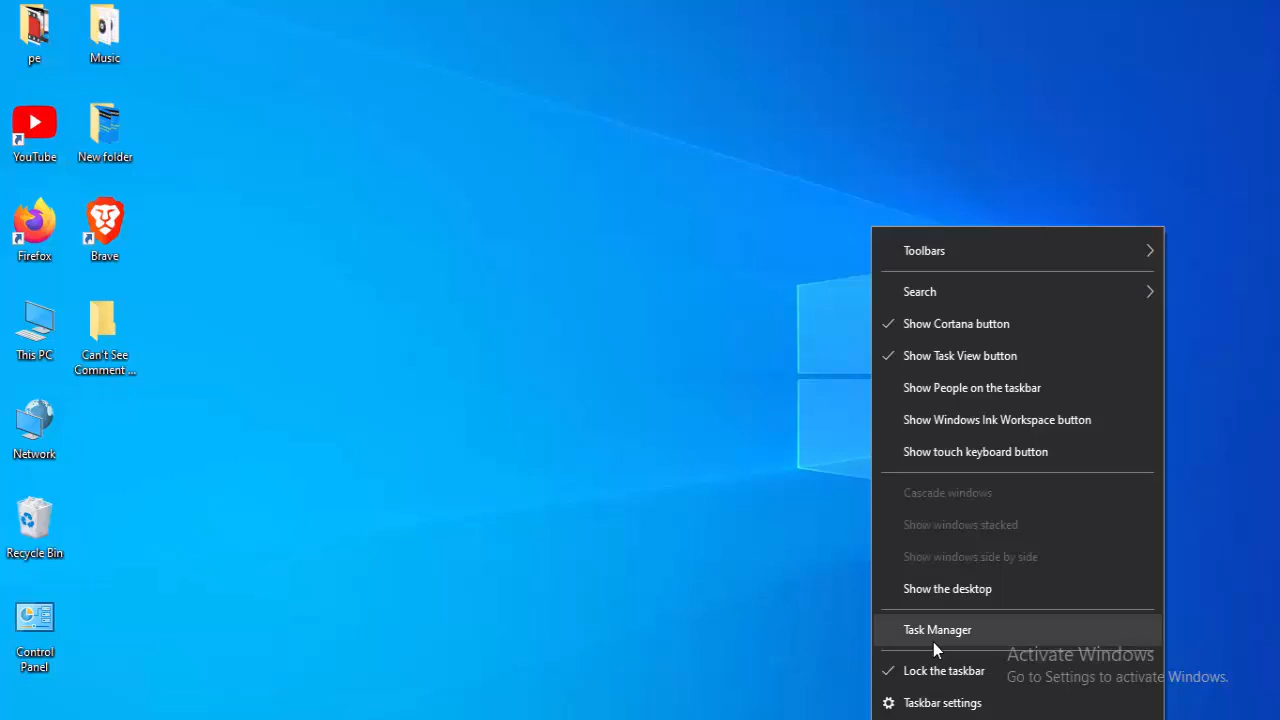 pe
Music
YouTube
New folder
Firefox
Brave
This PC
Can't See
Comment ...
Network
Recycle Bin
Control
Panel
Toolbars
Search
Show Cortana button
Show Task View button
Show People on the taskbar
Show Windows Ink Workspace button
Show touch keyboard button
Cascade windows
Show windows stacked
Show windows side by side
Show the desktop
Task Manager
Lock the taskbar
Taskbar settings
Activate Windows
Go to Settings to activate Windows.